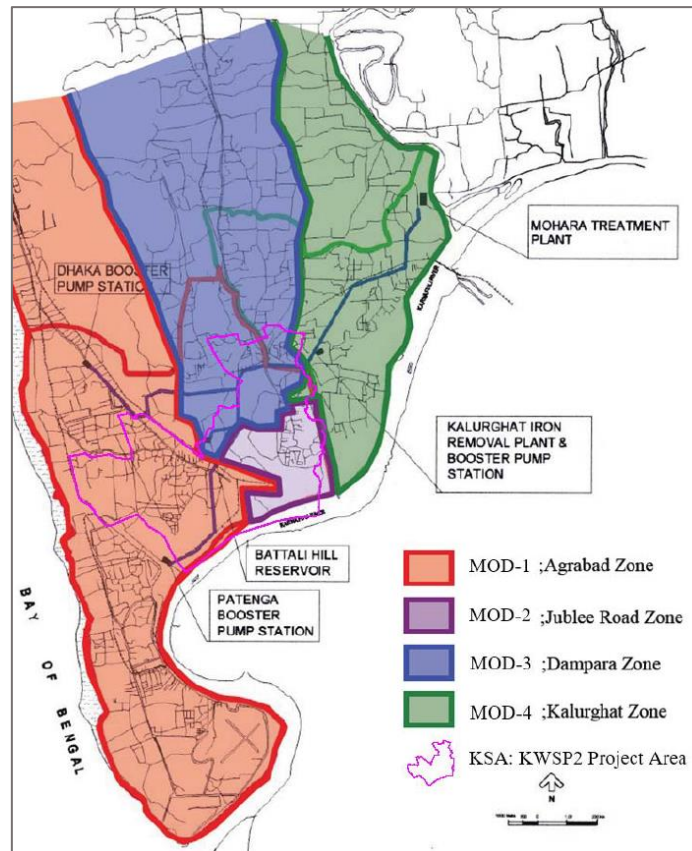 MOHARA TREATMENT
PLANT
DHAKA BOOSTER
PUMP STATION
KALURGHAT IRON
REMOVAL PLANT &
BOOSTER PUMP
STATION
BATTALI HILL
RESERVOIR
PATENGA
BOOSTER
PUMP STATION
BAY OF BENGAL
MOD-1 ;Agrabad Zone
MOD-2 ;Jublee Road Zone
MOD-3 ;Dampara Zone
MOD-4 ;Kalurghat Zone
KSA: KWSP2 Project Area
N